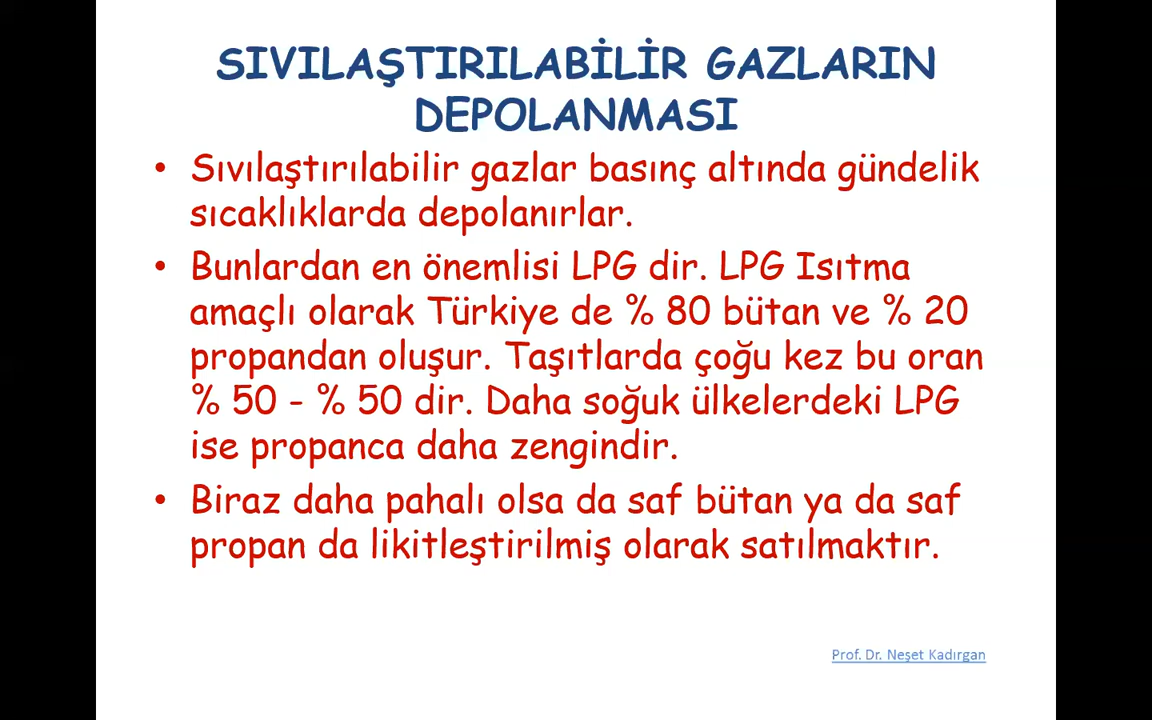 SIVILAŞTIRILABİLİR GAZLARIN
DEPOLANMASI
• Sıvılaştırılabilir gazlar basınç altında gündelik
sıcaklıklarda depolanırlar.
• Bunlardan en önemlisi LPG dir. LPG Isıtma
amaçlı olarak Türkiye de % 80 bütan ve % 20
propandan oluşur. Taşıtlarda çoğu kez bu oran
% 50 - % 50 dir. Daha soğuk ülkelerdeki LPG
ise propanca daha zengindir.
• Biraz daha pahalı olsa da saf bütan ya da saf
propan da likitleştirilmiş olarak satılmaktır.
Prof. Dr. Neşet Kadırgan